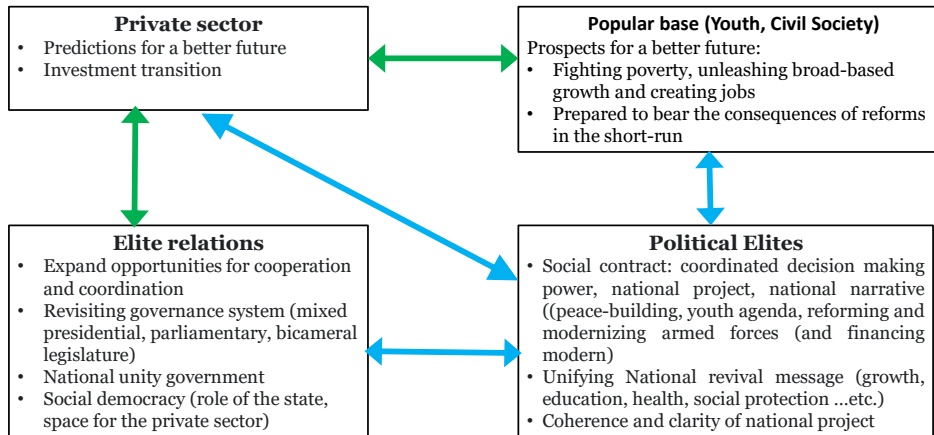 Private sector
• Predictions for a better future
• Investment transition
Popular base (Youth, Civil Society)
Prospects for a better future:
• Fighting poverty, unleashing broad-based
growth and creating jobs
• Prepared to bear the consequences of reforms
in the short-run
Elite relations
• Expand opportunities for cooperation
and coordination
• Revisiting governance system (mixed
presidential, parliamentary, bicameral
legislature)
• National unity government
• Social democracy (role of the state,
space for the private sector)
Political Elites
• Social contract: coordinated decision making
power, national project, national narrative
((peace-building, youth agenda, reforming and
modernizing armed forces (and financing
modern)
• Unifying National revival message (growth,
education, health, social protection ...etc.)
• Coherence and clarity of national project